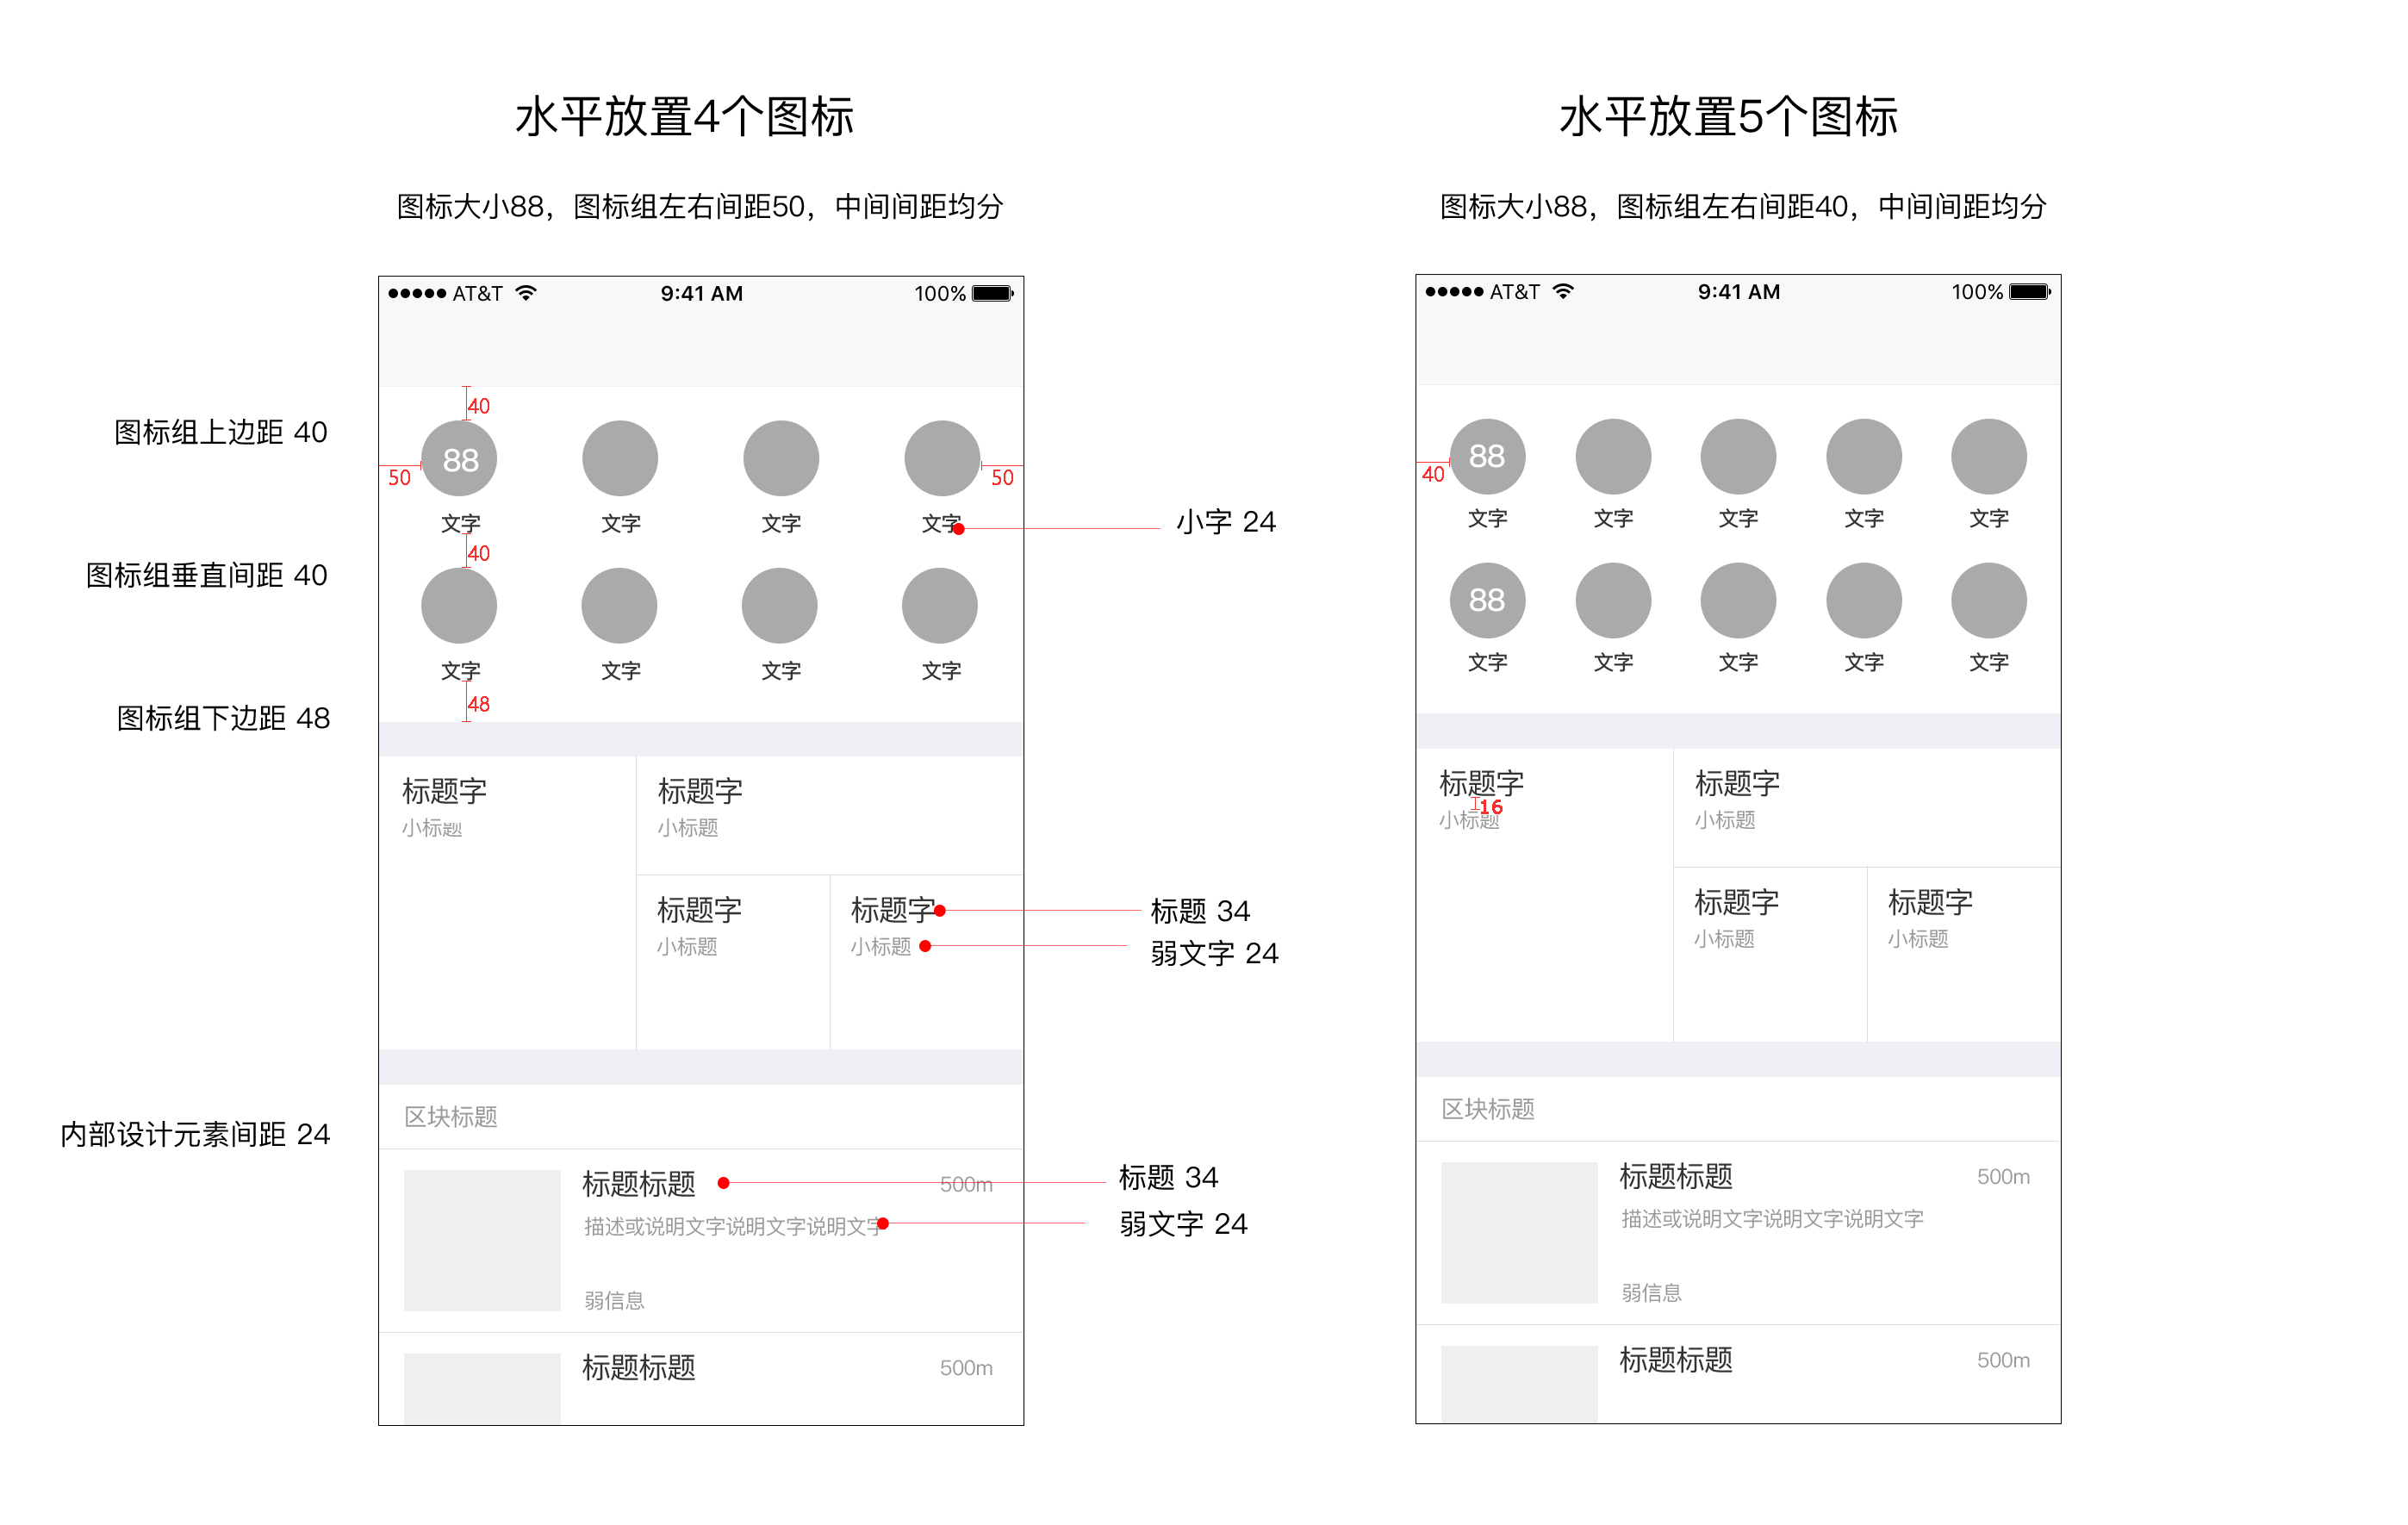 水平放置4个图标
图标大小88，图标组左右间距50，中间间距均分
AT&T 9:41 AM 100%
图标组上边距 40
40
88
50 50
文字 文字 文字 文字
小字 24
40
图标组垂直间距 40
文字 文字 文字 文字
48
图标组下边距 48
标题字 标题字
小标题 小标题
标题字 标题字
标题 34
小标题 小标题
弱文字 24
区块标题
内部设计元素间距 24
标题标题 500m
标题 34
描述或说明文字说明文字说明文字
弱文字 24
弱信息
标题标题 500m
水平放置5个图标
图标大小88，图标组左右间距40，中间间距均分
AT&T 9:41 AM 100%
88
40
文字 文字 文字 文字 文字
88
文字 文字 文字 文字 文字
标题字 标题字
16
小标题 小标题
标题字 标题字
小标题 小标题
区块标题
标题标题 500m
描述或说明文字说明文字说明文字
弱信息
标题标题 500m